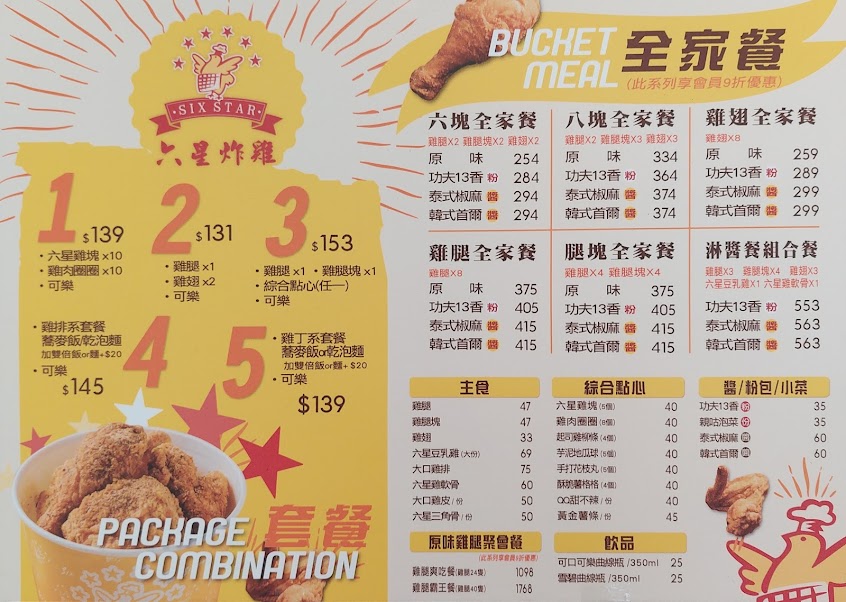 SIX STAR
六星炸雞
1 $139
·六星雞塊 x10
·雞肉圈圈 x10
·可樂
2 $131
·雞腿 x1
·雞翅 x2
·可樂
3 $153
·雞腿 x1 ·雞腿塊 x1
·綜合點心(任一)
·可樂
4
·雞排系套餐
蕎麥飯or乾泡麵
加雙倍飯or麵+$20
·可樂
$145
5
·雞丁系套餐
蕎麥飯or乾泡麵
加雙倍飯or麵+ $20
·可樂
$139
PACKAGE 套餐
COMBINATION
BUCKET MEAL 全家餐
(此系列享會員9折優惠)
六塊全家餐
雞腿X2 雞腿塊X2 雞翅X2
原 味 254
功夫13香 粉 284
泰式椒麻 醬 294
韓式首爾 醬 294
八塊全家餐
雞腿X2 雞腿塊X3 雞翅X3
原 味 334
功夫13香 粉 364
泰式椒麻 醬 374
韓式首爾 醬 374
雞翅全家餐
雞翅X8
原 味 259
功夫13香 粉 289
泰式椒麻 醬 299
韓式首爾 醬 299
雞腿全家餐
雞腿X8
原 味 375
功夫13香 粉 405
泰式椒麻 醬 415
韓式首爾 醬 415
腿塊全家餐
雞腿X4 雞腿塊X4
原 味 375
功夫13香 粉 405
泰式椒麻 醬 415
韓式首爾 醬 415
淋醬餐組合餐
雞腿X3 雞腿塊X4 雞翅X3
六星豆乳雞X1 六星雞軟骨X1
功夫13香 粉 553
泰式椒麻 醬 563
韓式首爾 醬 563
主食
雞腿 47
雞腿塊 47
雞翅 33
六星豆乳雞(大份) 69
大口雞排 75
六星雞軟骨 60
大口雞皮/份 50
六星三角骨/份 50
綜合點心
六星雞塊(5個) 40
雞肉圈圈(6個) 40
起司雞柳條(4個) 40
芋泥地瓜球(5個) 40
手打花枝丸(5個) 40
酥脆薯格格(4個) 40
QQ甜不辣/份 40
黃金薯條/份 45
醬/粉包/小菜
功夫13香 粉 35
親咕泡菜 份 35
泰式椒麻 醬 60
韓式首爾 醬 60
原味雞腿聚會餐
(此系列享會員9折優惠)
雞腿爽吃餐(雞腿24隻) 1098
雞腿霸王餐(雞腿40隻) 1768
飲品
可口可樂曲線瓶/350ml 25
雪碧曲線瓶/350ml 25